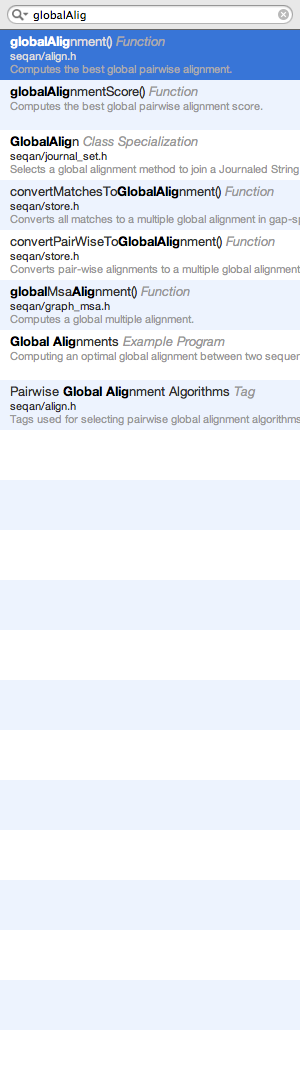 globalAlig
globalAlignment() Function
seqan/align.h
Computes the best global pairwise alignment.
globalAlignmentScore() Function
Computes the best global pairwise alignment score.
GlobalAlign Class Specialization
seqan/journal_set.h
Selects a global alignment method to join a Journaled String
convertMatchesToGlobalAlignment() Function
seqan/store.h
Converts all matches to a multiple global alignment in gap-sp
convertPairWiseToGlobalAlignment() Function
seqan/store.h
Converts pair-wise alignments to a multiple global alignment
globalMsaAlignment() Function
seqan/graph_msa.h
Computes a global multiple alignment.
Global Alignments Example Program
Computing an optimal global alignment between two sequen
Pairwise Global Alignment Algorithms Tag
seqan/align.h
Tags used for selecting pairwise global alignment algorithms